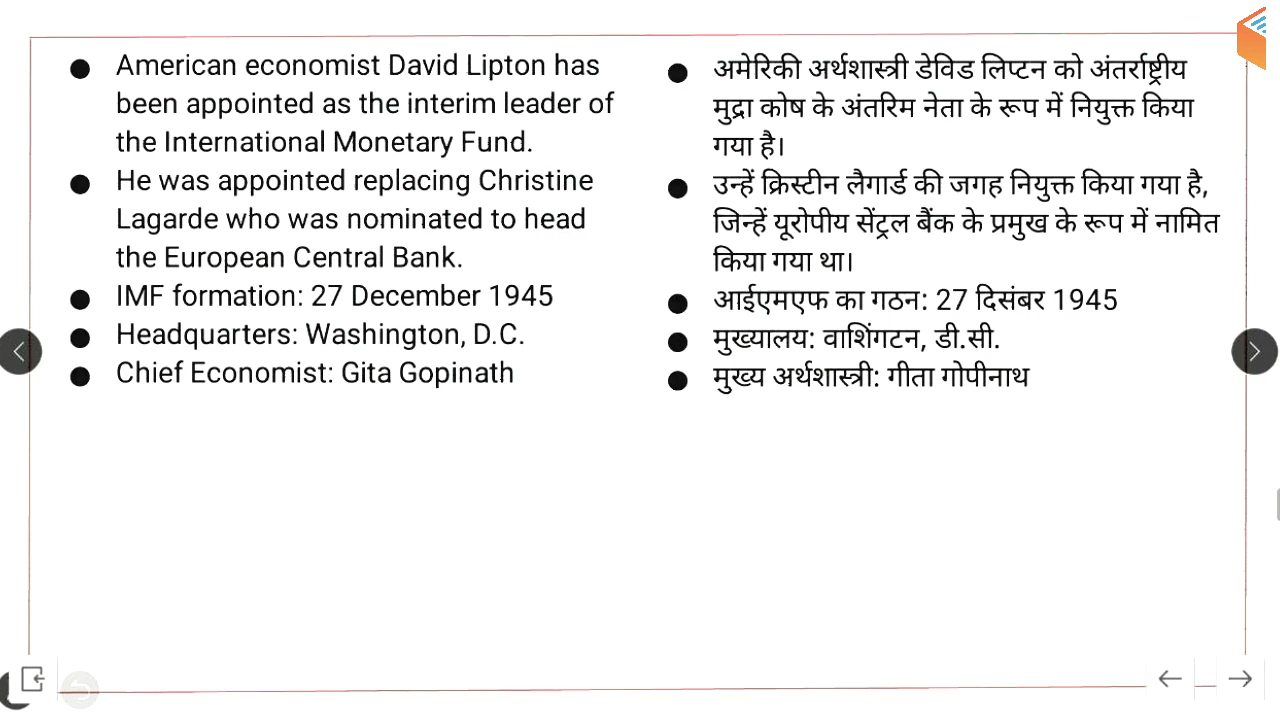 American economist David Lipton has
been appointed as the interim leader of
the International Monetary Fund.
He was appointed replacing Christine
Lagarde who was nominated to head
the European Central Bank.
IMF formation: 27 December 1945
Headquarters: Washington, D.C.
Chief Economist: Gita Gopinath
अमेरिकी अर्थशास्त्री डेविड लिप्टन को अंतर्राष्ट्रीय
मुद्रा कोष के अंतरिम नेता के रूप में नियुक्त किया
गया है।
उन्हें क्रिस्टीन लैगार्ड की जगह नियुक्त किया गया है,
जिन्हें यूरोपीय सेंट्रल बैंक के प्रमुख के रूप में नामित
किया गया था।
आईएमएफ का गठन: 27 दिसंबर 1945
मुख्यालय: वाशिंगटन, डी.सी.
मुख्य अर्थशास्त्री: गीता गोपीनाथ